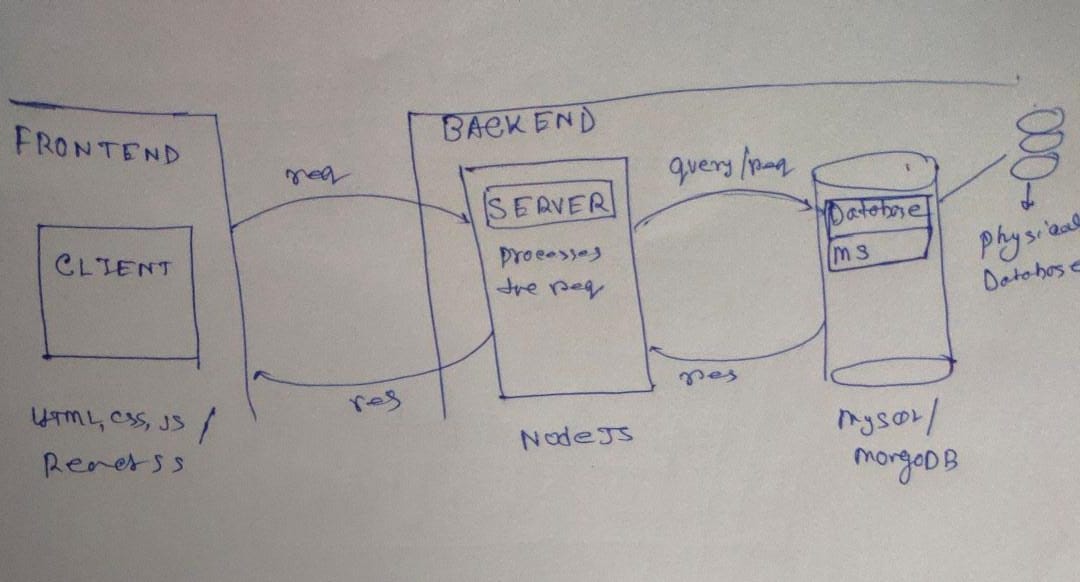 FRONTEND
CLIENT
HTML, CSS, JS /
ReactJS
req
res
BACKEND
SERVER
processes
the req
NodeJS
query/req
res
Database
MS
MySQL/
MongoDB
Physical
Database